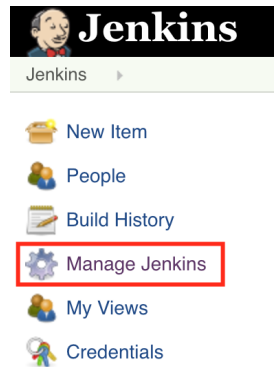 Jenkins
Jenkins
New Item
People
Build History
Manage Jenkins
My Views
Credentials